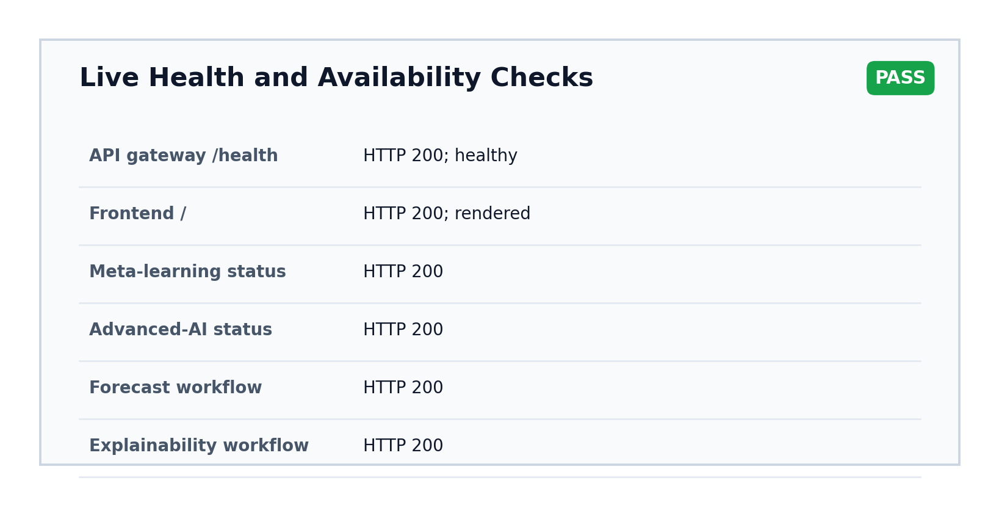 Live Health and Availability Checks PASS
API gateway /health HTTP 200; healthy
Frontend / HTTP 200; rendered
Meta-learning status HTTP 200
Advanced-AI status HTTP 200
Forecast workflow HTTP 200
Explainability workflow HTTP 200